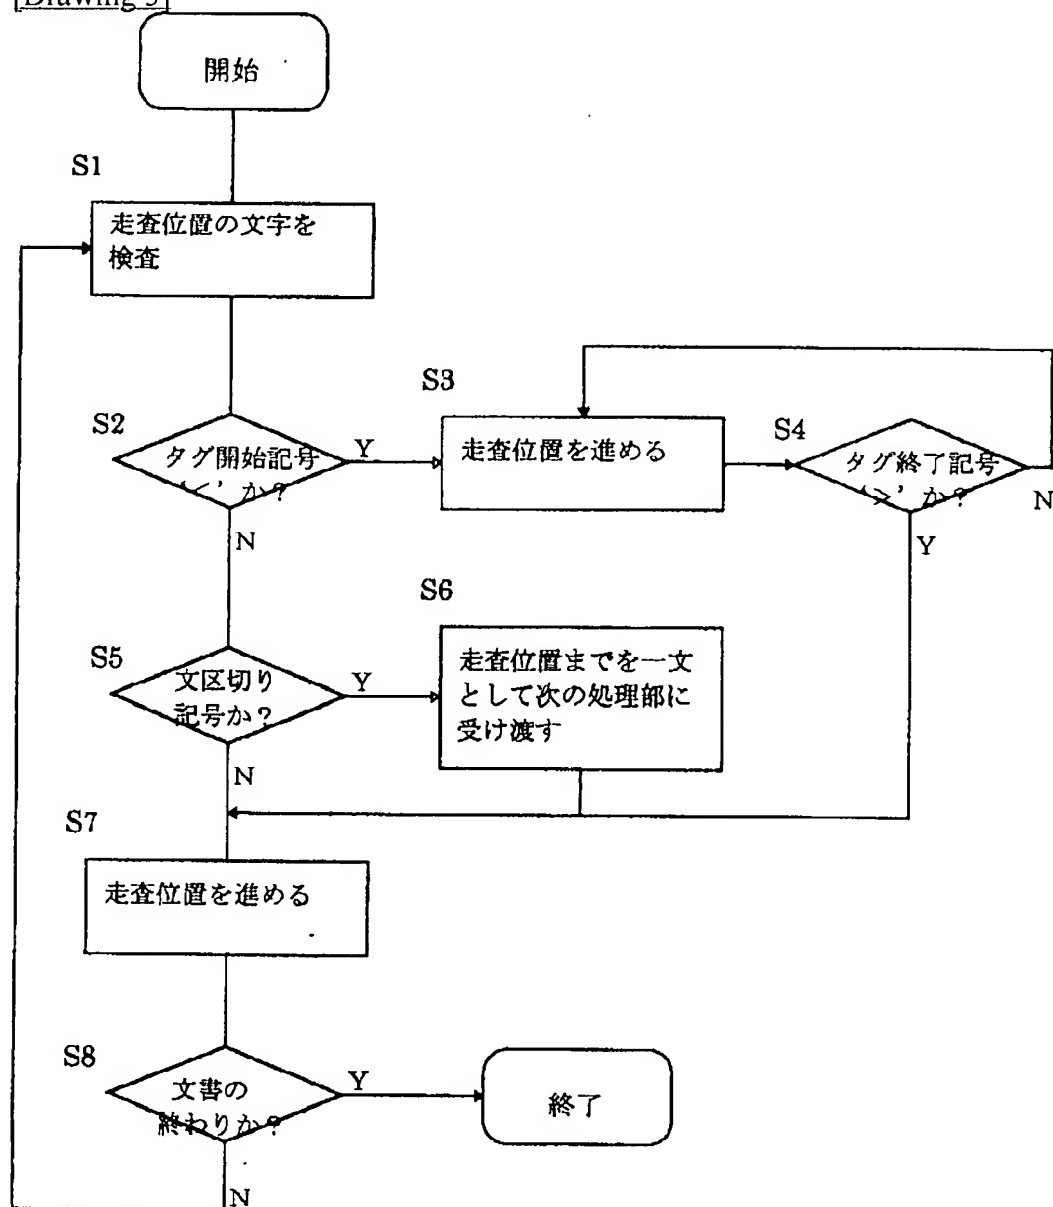 [Drawing 3]
開始
S1
走査位置の文字を
検査
S2
タグ開始記号
‘<’ か?
Y
N
S3
走査位置を進める
S4
タグ終了記号
‘>’ か?
N
Y
S5
文区切り
記号か?
Y
N
S6
走査位置までを一文
として次の処理部に
受け渡す
S7
走査位置を進める
S8
文書の
終わりか?
Y
N
終了